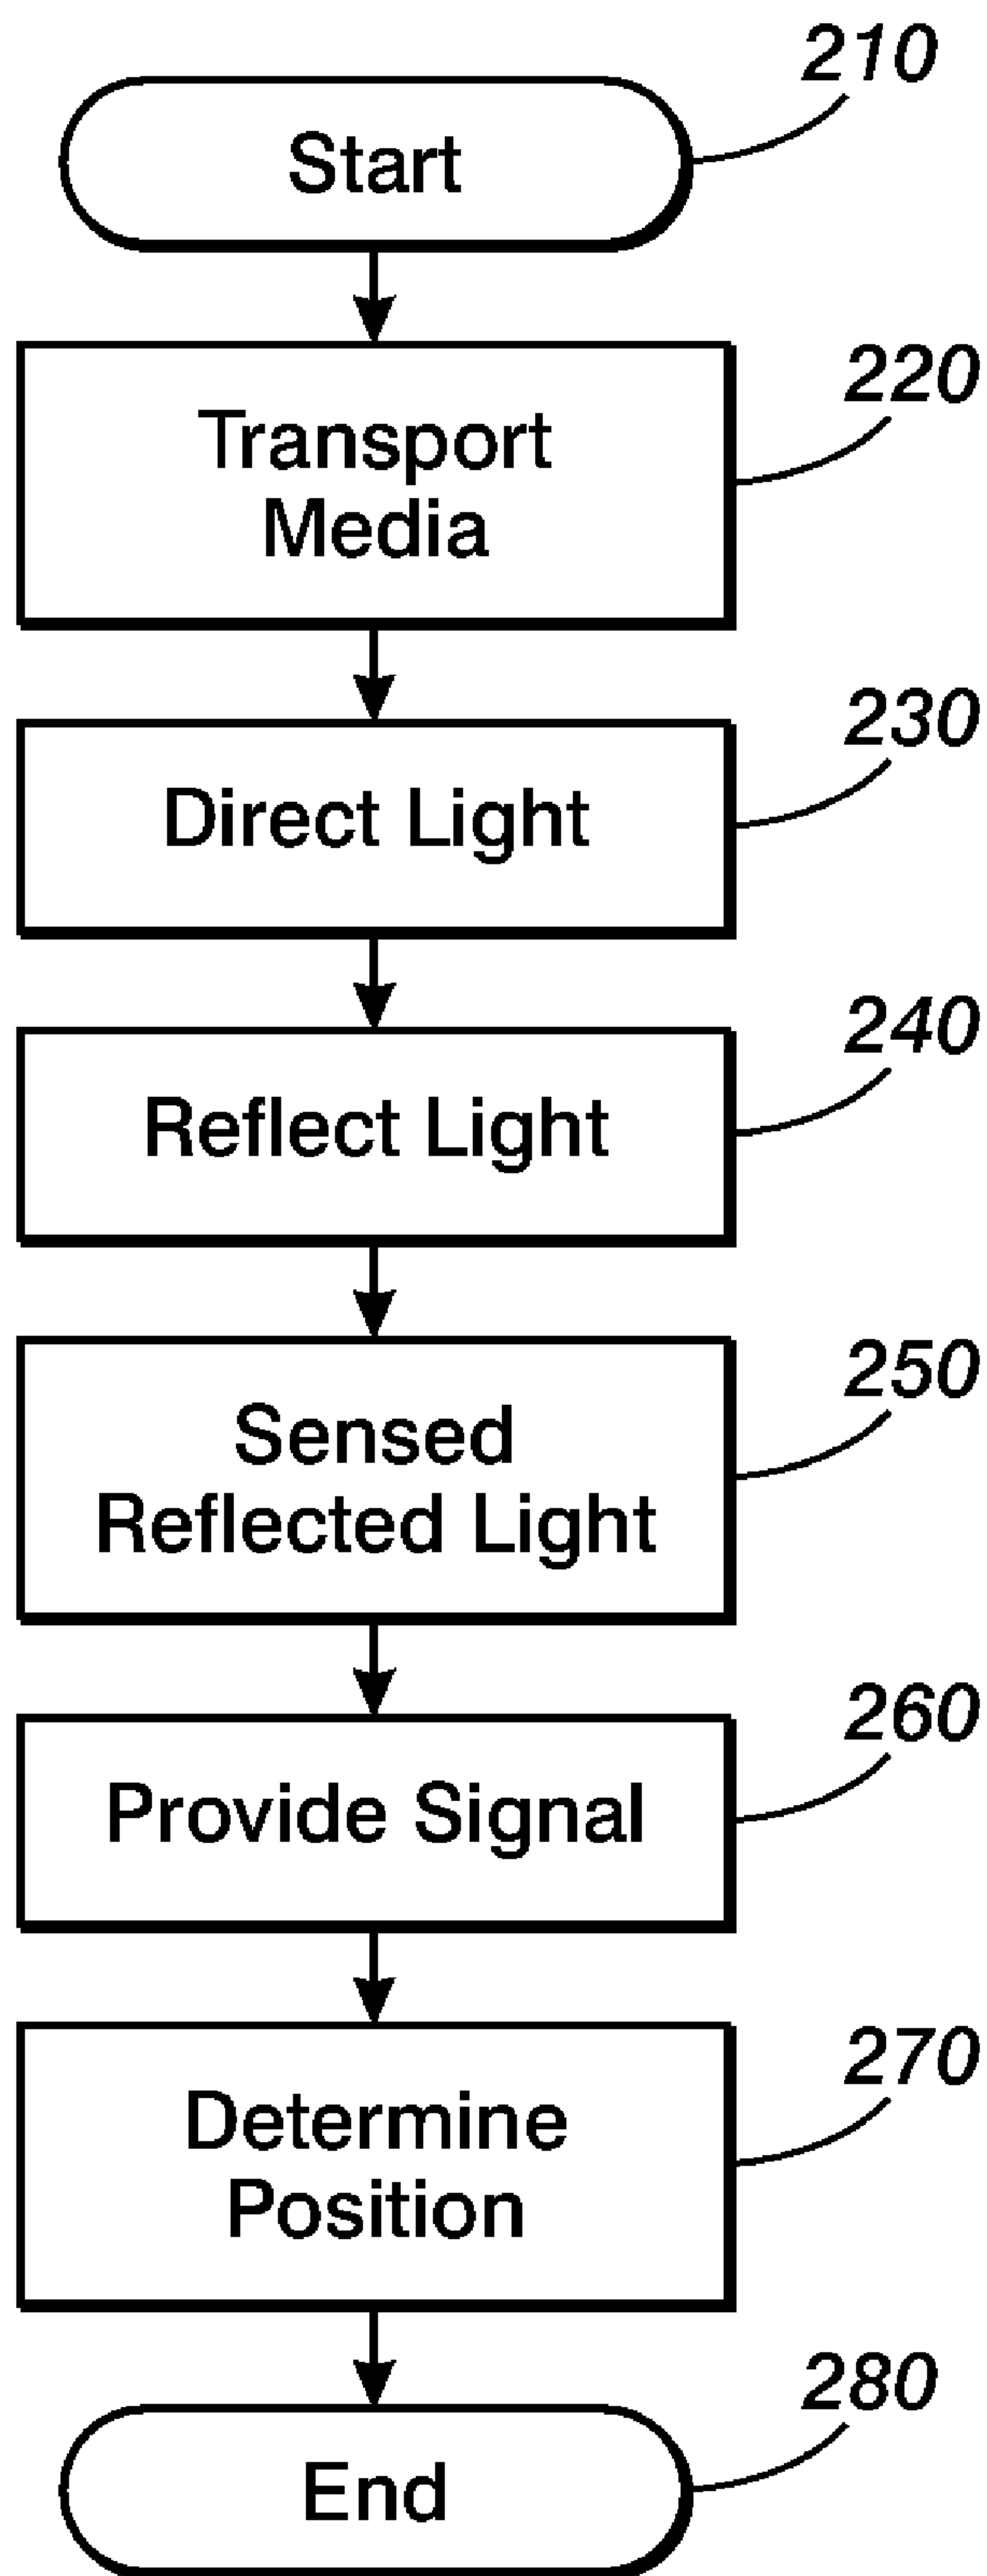 210
Start
220
Transport
Media
230
Direct Light
240
Reflect Light
250
Sensed
Reflected Light
260
Provide Signal
270
Determine
Position
280
End